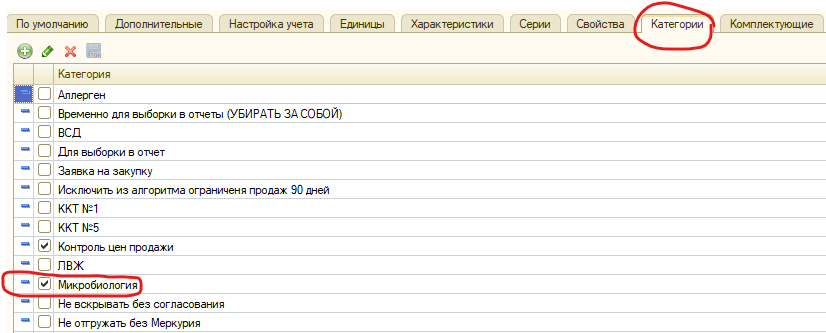 По умолчанию Дополнительные Настройка учета Единицы Характеристики Серии Свойства Категории Комплектующие
Категория
Аллерген
Временно для выборки в отчеты (УБИРАТЬ ЗА СОБОЙ)
ВСД
Для выборки в отчет
Заявка на закупку
Исключить из алгоритма ограничения продаж 90 дней
ККТ №1
ККТ №5
Контроль цен продажи
ЛВЖ
Микробиология
Не вскрывать без согласования
Не отгружать без Меркурия